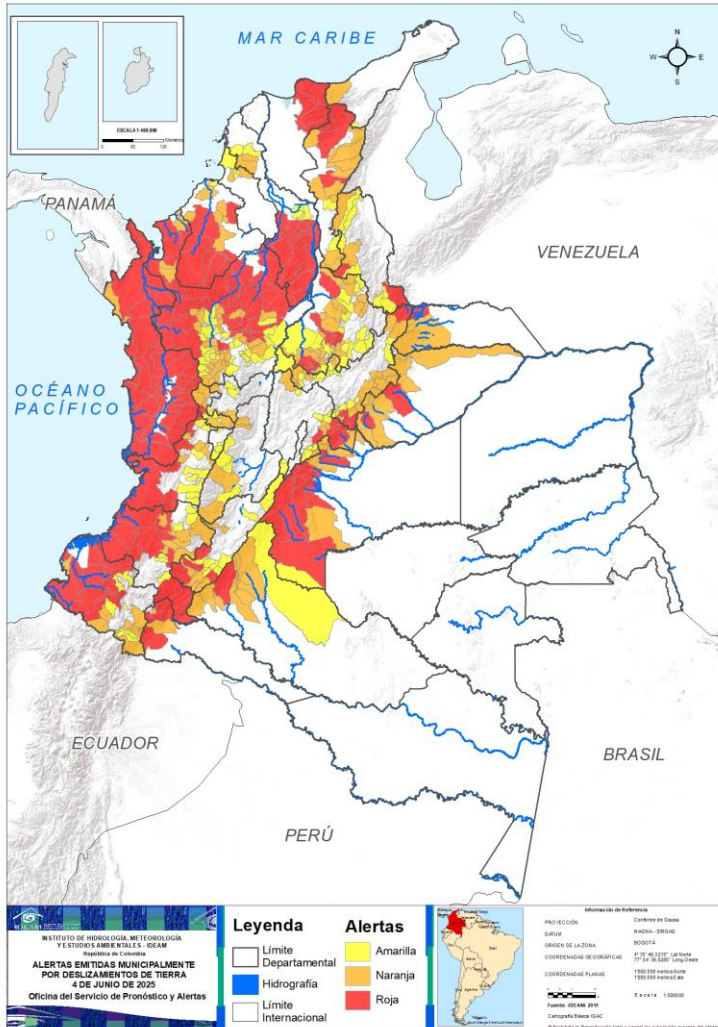 MAR CARIBE
W
N
E
S
ESCALA 1:400.000
PANAMÁ
VENEZUELA
OCÉANO
PACÍFICO
ECUADOR
BRASIL
PERÚ
IDEAM
INSTITUTO DE HIDROLOGÍA, METEOROLOGÍA
Y ESTUDIOS AMBIENTALES - IDEAM
República de Colombia
ALERTAS EMITIDAS MUNICIPALMENTE
POR DESLIZAMIENTOS DE TIERRA
4 DE JUNIO DE 2025
Oficina del Servicio de Pronóstico y Alertas
Leyenda
Límite
Departamental
Hidrografía
Límite
Internacional
Alertas
Amarilla
Naranja
Roja
Información de Referencia
PROYECCIÓN Conforme de Gauss
DATUM MAGNA - SIRGAS
ORIGEN DE LA ZONA BOGOTÁ
COORDENADAS GEOGRÁFICAS
COORDENADAS PLANAS
Escala
Fuente: IDEAM- 2011
Cartografía Básica IGAC